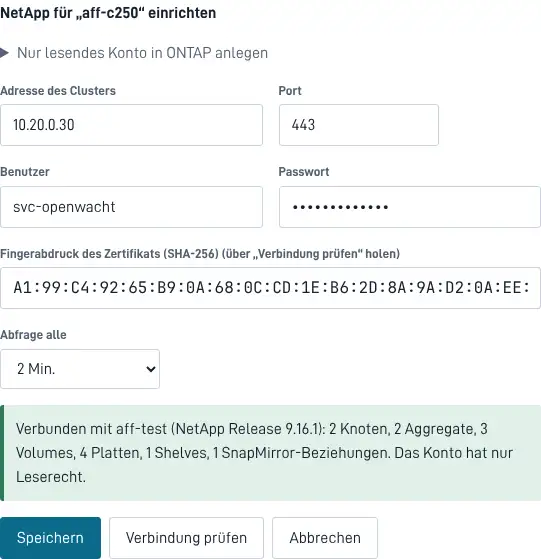 NetApp für „aff-c250“ einrichten
Nur lesendes Konto in ONTAP anlegen
Adresse des Clusters
Port
10.20.0.30
443
Benutzer
Passwort
svc-openwacht
•••••••••••••
Fingerabdruck des Zertifikats (SHA-256) (über „Verbindung prüfen“ holen)
A1:99:C4:92:65:B9:0A:68:0C:CD:1E:B6:2D:8A:9A:D2:0A:EE:
Abfrage alle
2 Min.
Verbunden mit aff-test (NetApp Release 9.16.1): 2 Knoten, 2 Aggregate, 3
Volumes, 4 Platten, 1 Shelves, 1 SnapMirror-Beziehungen. Das Konto hat nur
Leserecht.
Speichern
Verbindung prüfen
Abbrechen